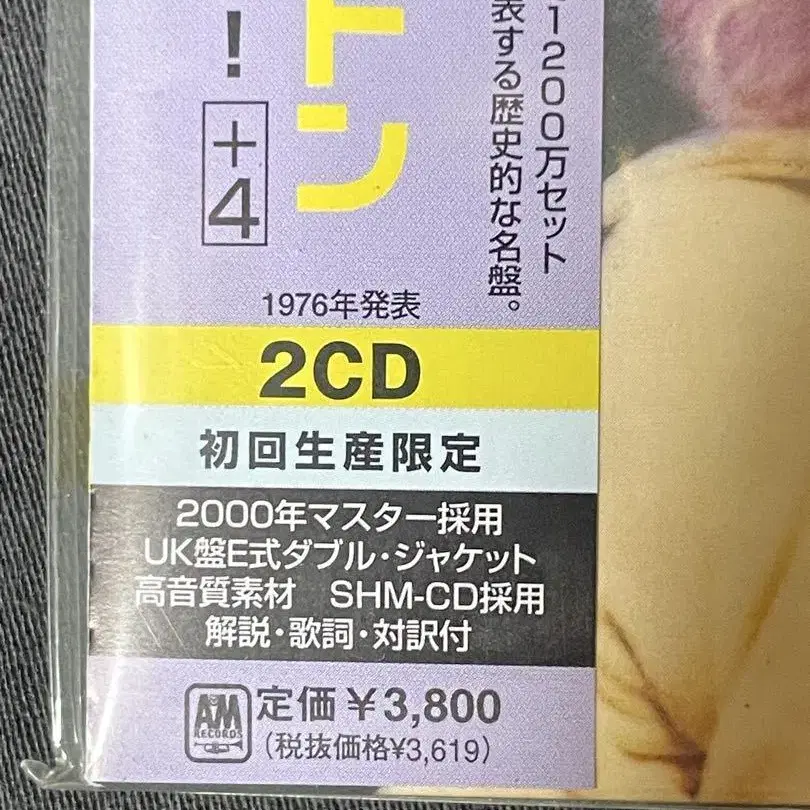 1200万セット
表する歴史的な名盤。
トン
！
+4
1976年発表
2CD
初回生産限定
2000年マスター採用
UK盤E式ダブル・ジャケット
高音質素材　SHM-CD採用
解説・歌詞・対訳付
A&M
RECORDS
定価￥3,800
（税抜価格¥3,619）